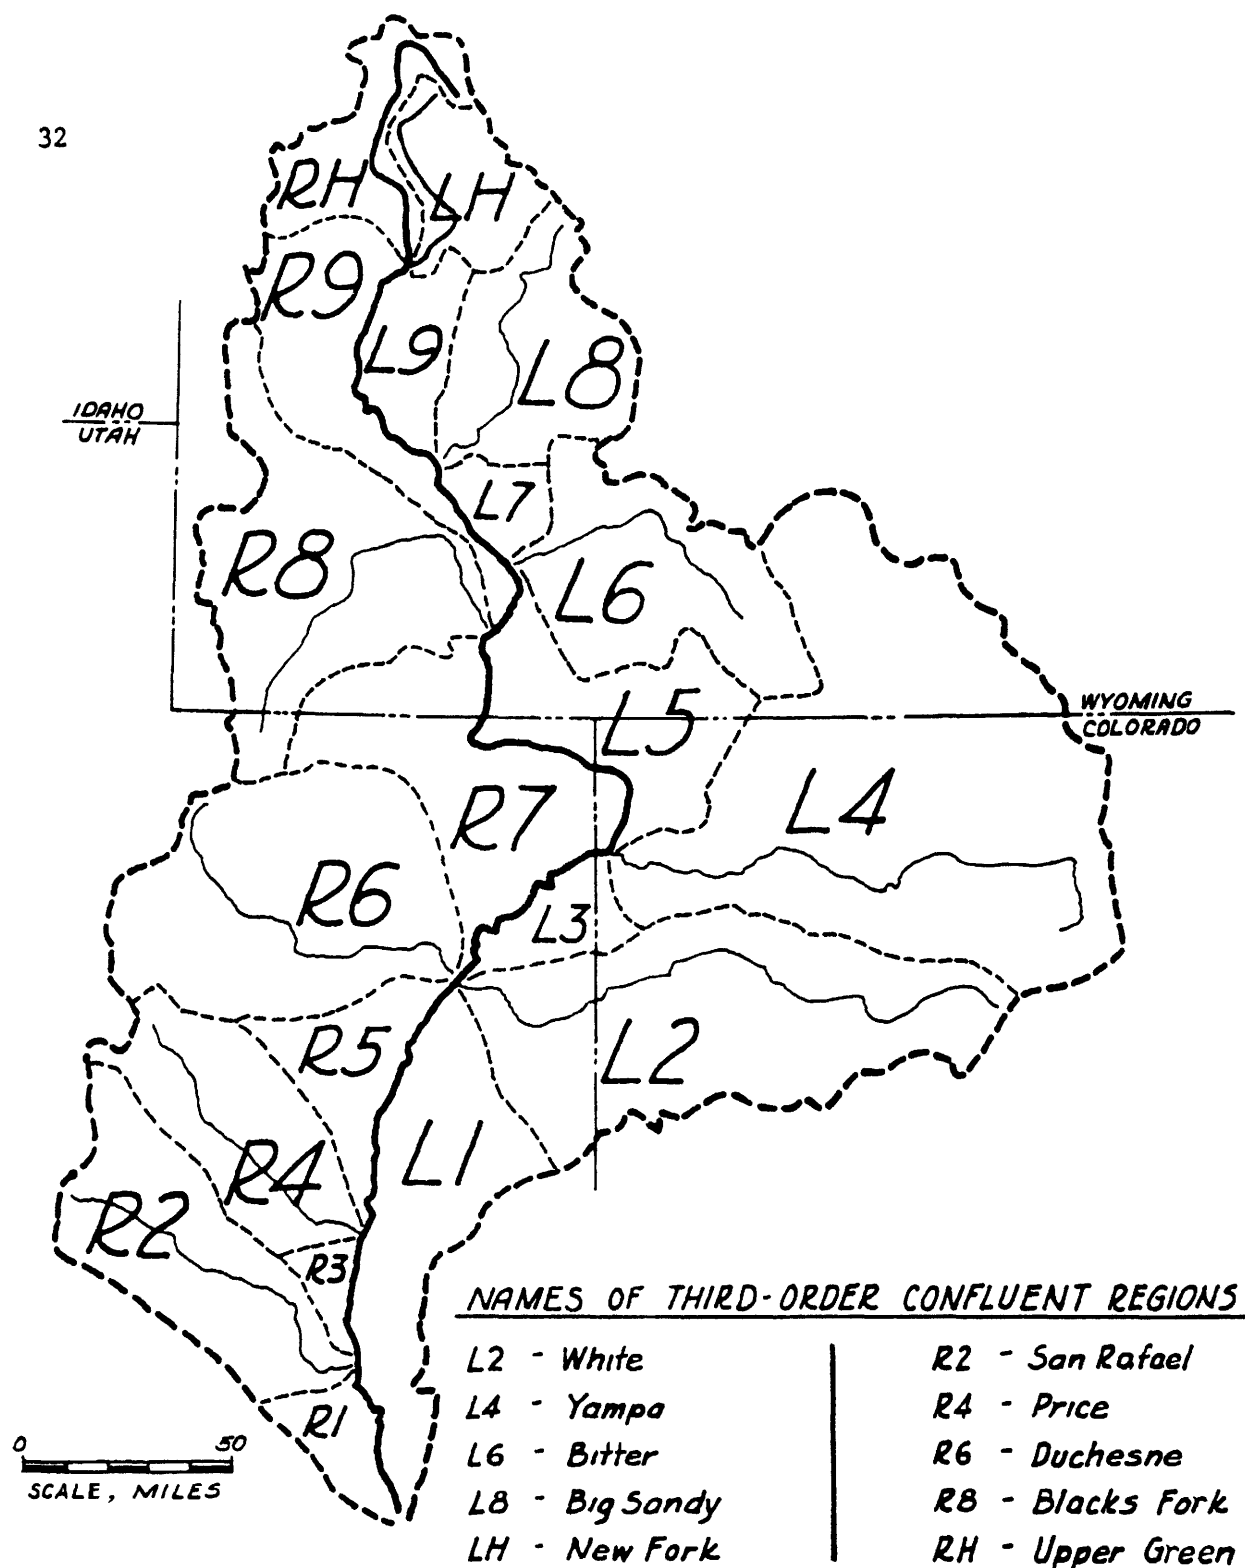 32
RH
LH
R9
L9
L8
IDAHO
UTAH
L7
R8
L6
WYOMING
COLORADO
L5
R7
L4
R6
L3
R5
L2
R4
L1
R2
R3
R1
0 50
SCALE, MILES
NAMES OF THIRD-ORDER CONFLUENT REGIONS
L2 - White
L4 - Yampa
L6 - Bitter
L8 - Big Sandy
LH - New Fork
R2 - San Rafael
R4 - Price
R6 - Duchesne
R8 - Blacks Fork
RH - Upper Green